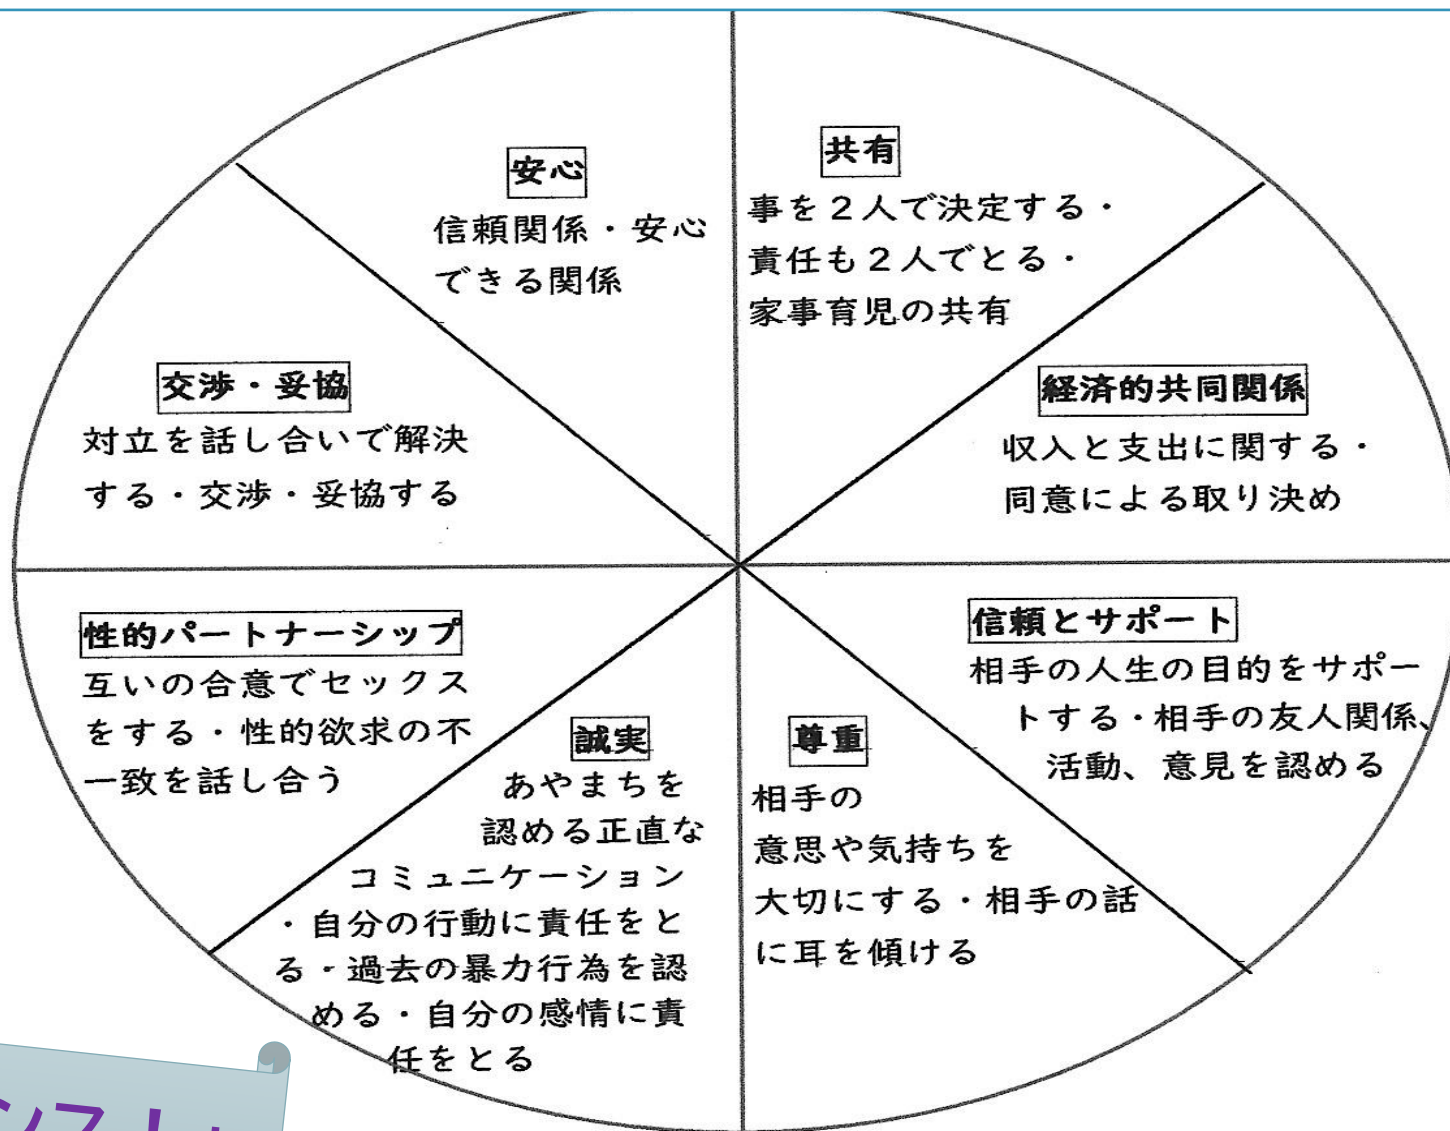 安心
信頼関係・安心
できる関係
共有
事を２人で決定する・
責任も２人でとる・
家事育児の共有
経済的共同関係
収入と支出に関する・
同意による取り決め
信頼とサポート
相手の人生の目的をサポー
トする・相手の友人関係、
活動、意見を認める
尊重
相手の
意思や気持ちを
大切にする・相手の話
に耳を傾ける
誠実
あやまちを
認める正直な
コミュニケーション
・自分の行動に責任をと
る・過去の暴力行為を認
める・自分の感情に責
任をとる
性的パートナーシップ
互いの合意でセックス
をする・性的欲求の不
一致を話し合う
交渉・妥協
対立を話し合いで解決
する・交渉・妥協する